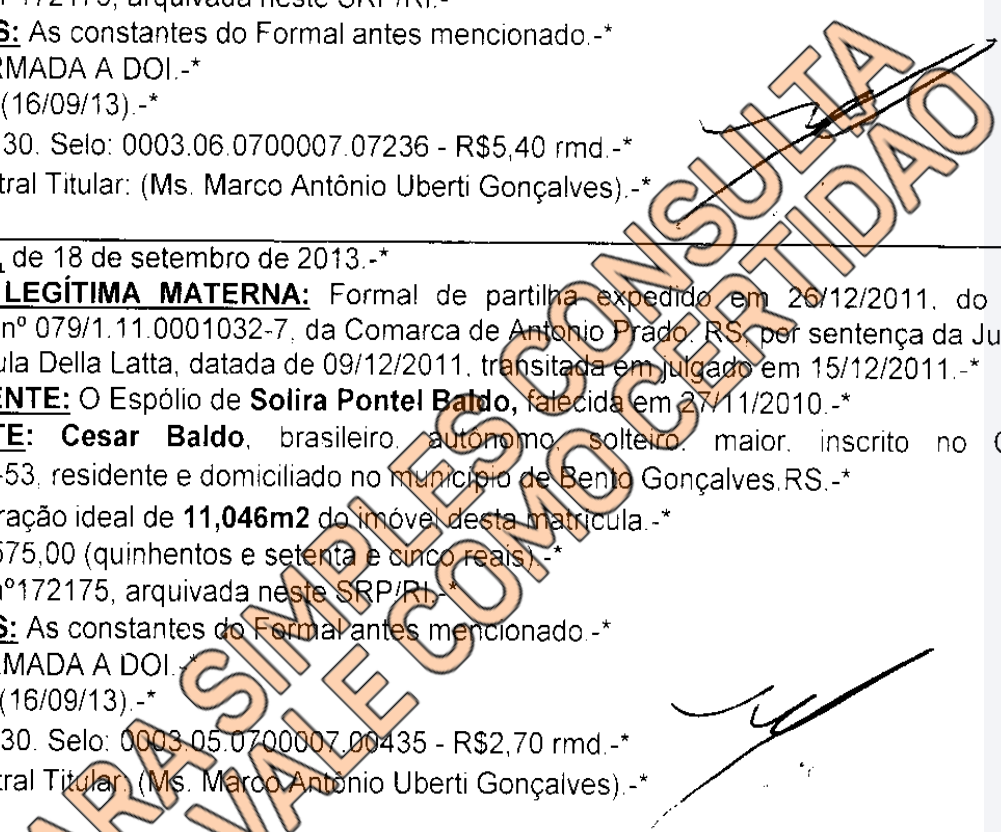 nº172175, arquivada neste SRP/RI.-
S: As constantes do Formal antes mencionado.-*
RMADA A DOI.-*
(16/09/13).-*
30. Selo: 0003.06.0700007.07236 - R$5,40 rmd.-*
tral Titular: (Ms. Marco Antônio Uberti Gonçalves).-*
, de 18 de setembro de 2013.-*
LEGÍTIMA MATERNA: Formal de partilha expedido em 26/12/2011, do
nº 079/1.11.0001032-7, da Comarca de Antonio Prado. RS, por sentença da Ju
ula Della Latta, datada de 09/12/2011, transitada em julgado em 15/12/2011.-*
ENTE: O Espólio de Solira Pontel Baldo, falecida em 27/11/2010.-*
TE: Cesar Baldo, brasileiro, autônomo, solteiro, maior, inscrito no C
-53, residente e domiciliado no município de Bento Gonçalves.RS.-*
ração ideal de 11,046m2 do imóvel desta matrícula.-*
575,00 (quinhentos e setenta e cinco reais).-*
nº172175, arquivada neste SRP/RI.-*
S: As constantes do Formal antes mencionado.-*
RMADA A DOI.-*
(16/09/13).-*
30. Selo: 0003.05.0700007.00435 - R$2,70 rmd.-*
tral Titular: (Ms. Marco Antônio Uberti Gonçalves).-*
ARA SIMPLES CONSULTA
VALE COMO CERTIDAO